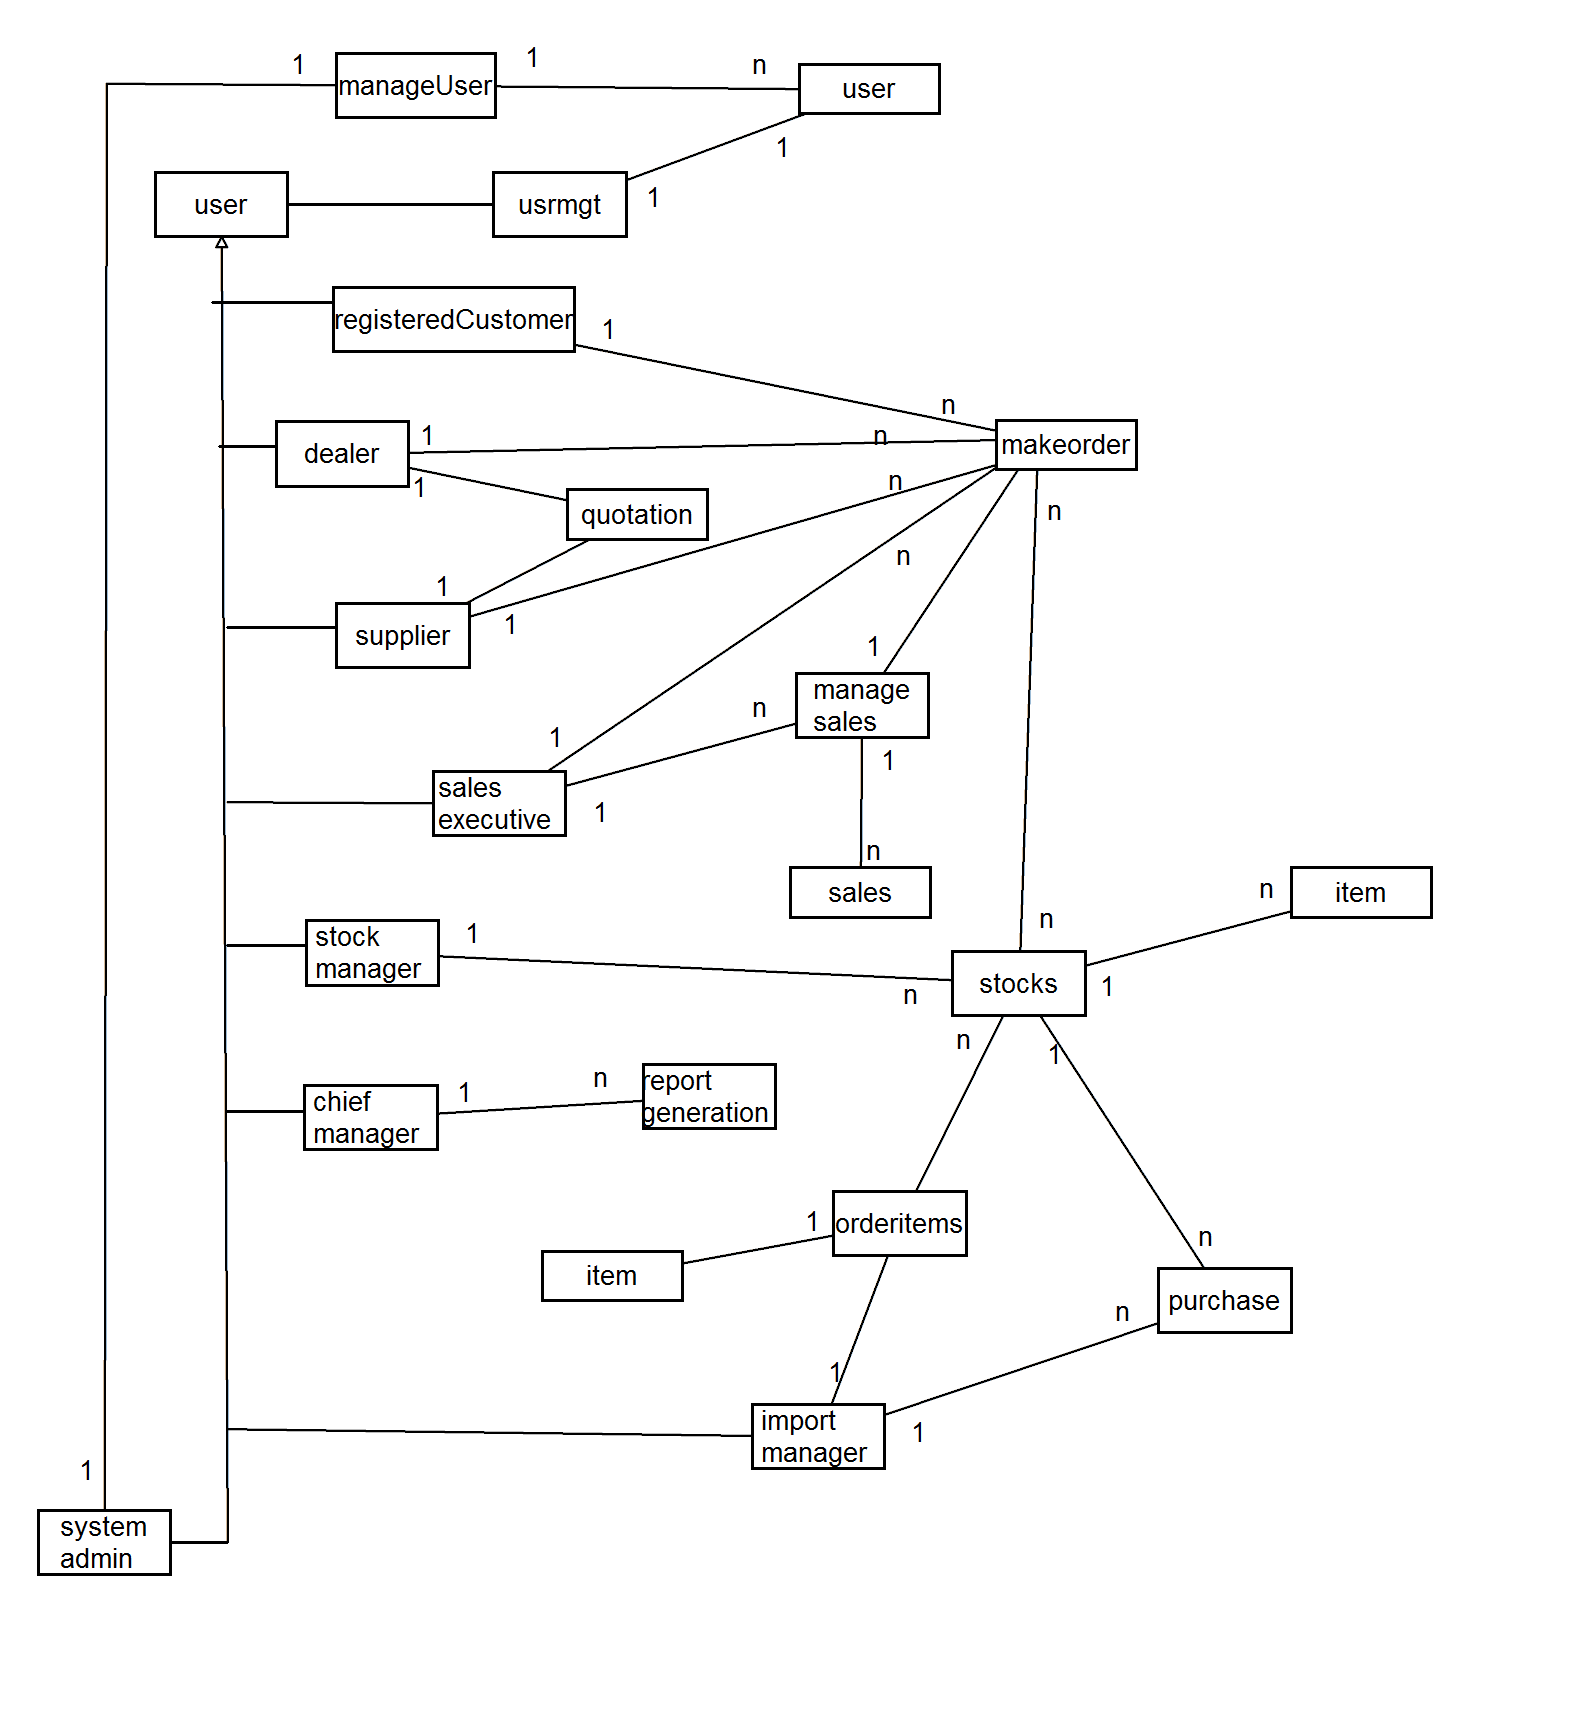 1
manageUser
1
n
user
1
user
usrmgt
1
registeredCustomer
1
n
dealer
1
n
makeorder
1
quotation
n
n
1
supplier
1
n
1
manage
sales
n
1
1
sales
executive
1
n
sales
n
item
stock
manager
1
n
n
stocks
1
chief
manager
1
n
report
generation
n
1
1
orderitems
item
n
purchase
n
1
import
manager
1
1
system
admin